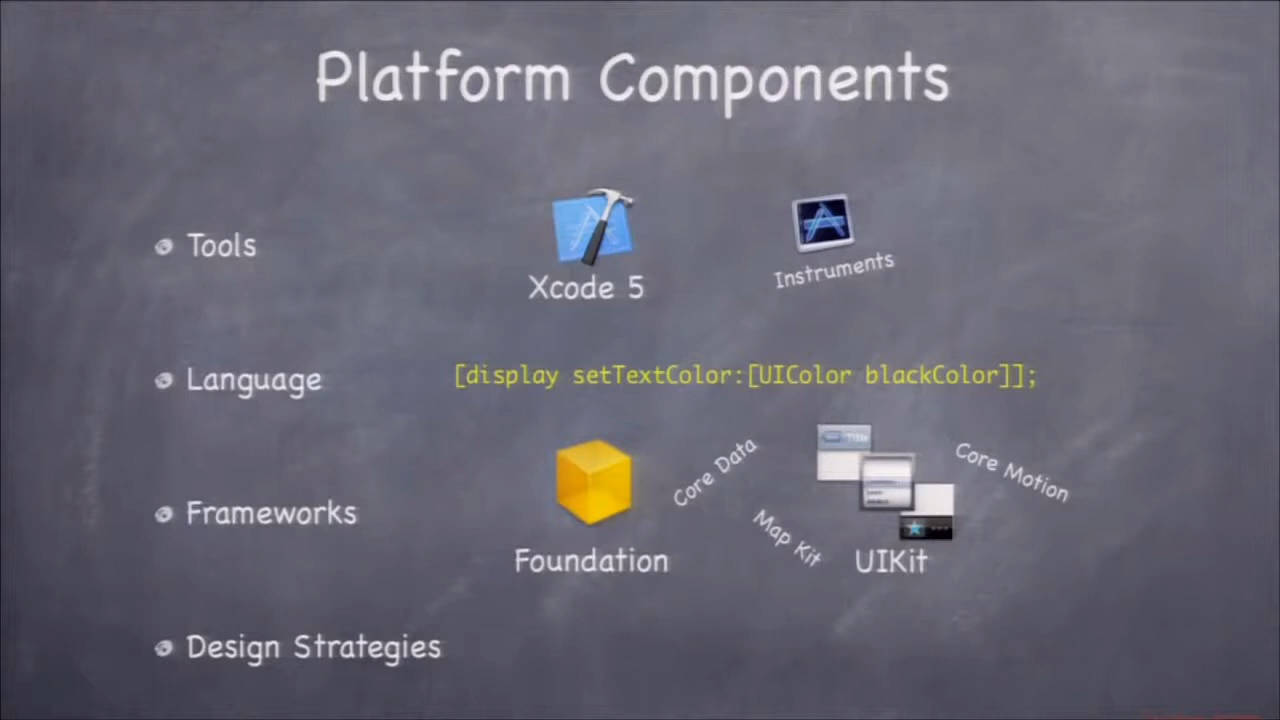 Platform Components
Tools
Xcode 5
Instruments
Language
[display setTextColor:[UIColor blackColor]];
Frameworks
Foundation
Core Data
Map Kit
Title
UIKit
Core Motion
Design Strategies